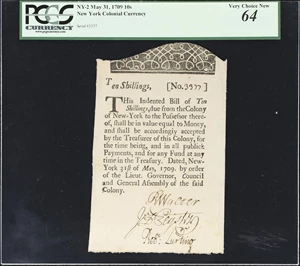 PCGS
CURRENCY
NY-2 May 31, 1709 10s
New York Colonial Currency
Very Choice New
64
Ten Shillings, [No. 3977]
THis Indented Bill of Ten
Shillings, due from the Colony
of New-York to the Possessor there-
of, shall be in value equal to Money,
and shall be accordingly accepted
by the Treasurer of this Colony, for
the time being, and in all publick
Payments, and for any Fund at any
time in the Treasury. Dated, New-
York 31st of May, 1709. by order of
the Lieut. Governor, Council
and General Assembly of the said
Colony.
Robt: Lurting